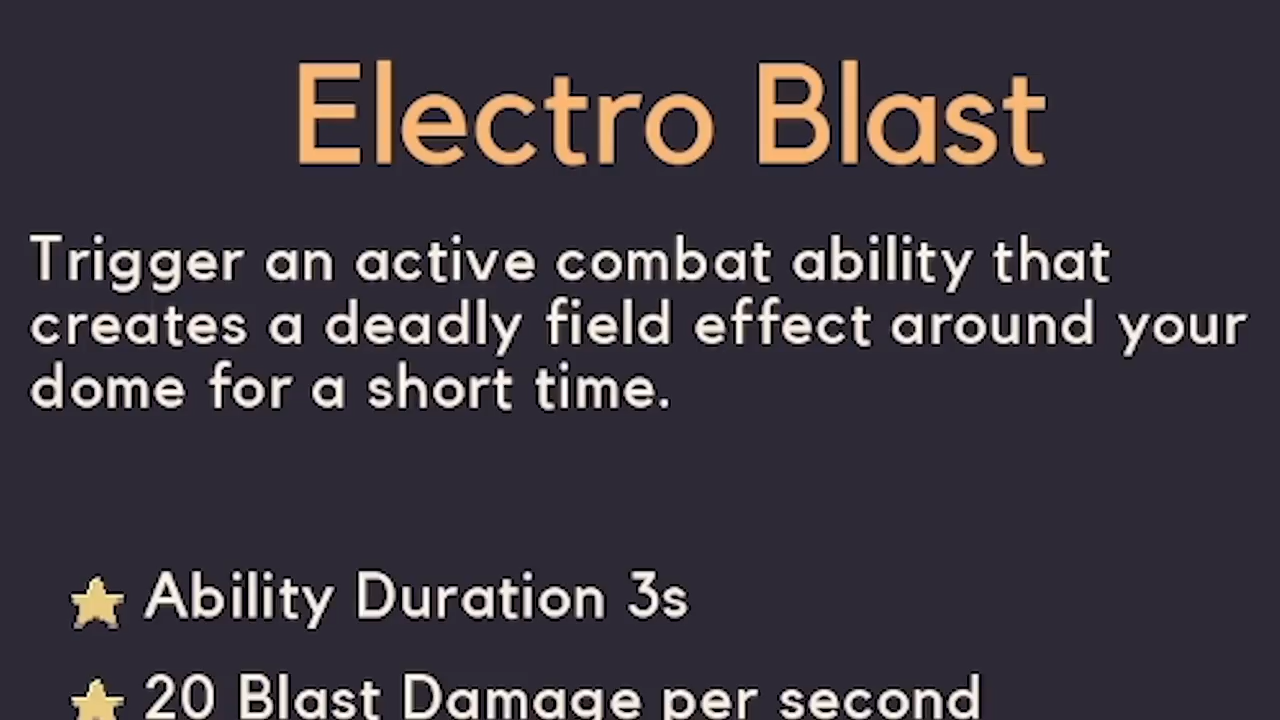 Electro Blast
Trigger an active combat ability that
creates a deadly field effect around your
dome for a short time.
Ability Duration 3s
20 Blast Damage per second